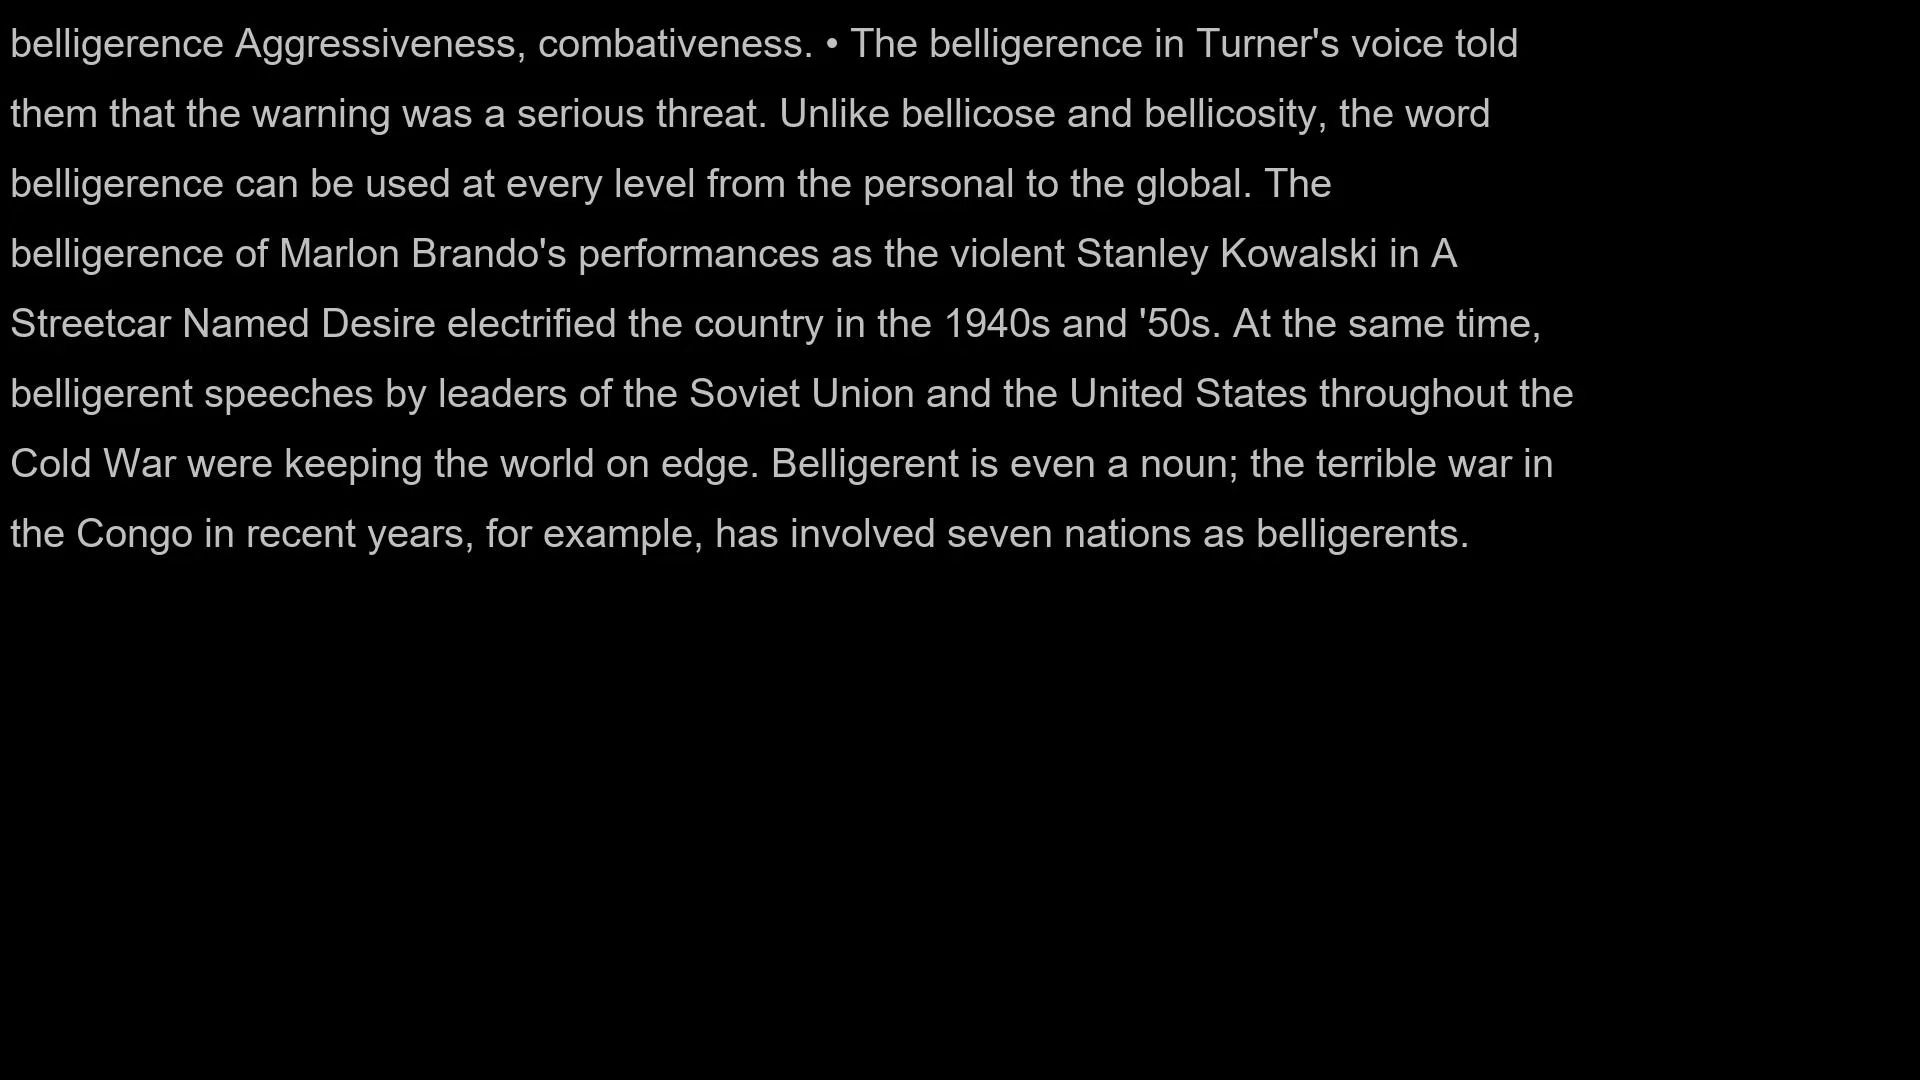 belligerence Aggressiveness, combativeness. • The belligerence in Turner's voice told
them that the warning was a serious threat. Unlike bellicose and bellicosity, the word
belligerence can be used at every level from the personal to the global. The
belligerence of Marlon Brando's performances as the violent Stanley Kowalski in A
Streetcar Named Desire electrified the country in the 1940s and '50s. At the same time,
belligerent speeches by leaders of the Soviet Union and the United States throughout the
Cold War were keeping the world on edge. Belligerent is even a noun; the terrible war in
the Congo in recent years, for example, has involved seven nations as belligerents.